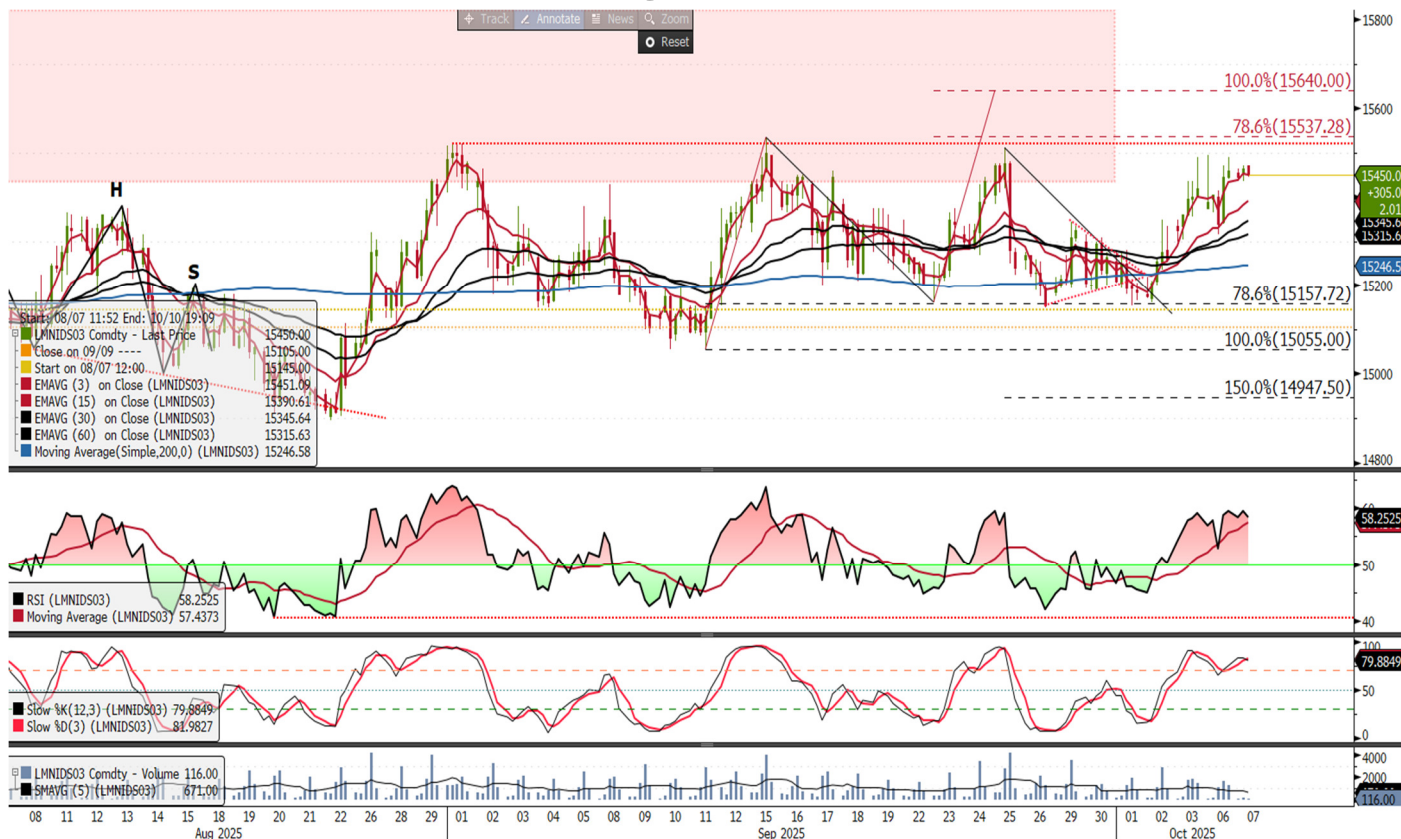 Track Annotate News Zoom
Reset
15800
15600
15200
15000
14800
100.0%(15640.00)
78.6%(15537.28)
78.6%(15157.72)
100.0%(15055.00)
150.0%(14947.50)
15450.0
+305.0
2.01
15345.6
15315.6
15246.5
H
S
Start: 08/07 11:52 End: 10/10 19:09
LMNIDS03 Comdty - Last Price 15450.00
Close on 09/09 ---- 15105.00
Start on 08/07 12:00 15145.00
EMAVG (3) on Close (LMNIDS03) 15451.09
EMAVG (15) on Close (LMNIDS03) 15390.61
EMAVG (30) on Close (LMNIDS03) 15345.64
EMAVG (60) on Close (LMNIDS03) 15315.63
Moving Average(Simple,200,0) (LMNIDS03) 15246.58
58.2525
50
40
RSI (LMNIDS03) 58.2525
Moving Average (LMNIDS03) 57.4373
100
79.8849
50
0
Slow %K(12,3) (LMNIDS03) 79.8849
Slow %D(3) (LMNIDS03) 81.9827
4000
2000
116.00
LMNIDS03 Comdty - Volume 116.00
SMAVG (5) (LMNIDS03) 671.00
08 11 12 13 14 15 18 19 20 21 22 26 27 28 29 01 02 03 04 05 08 09 10 11 12 15 16 17 18 19 22 23 24 25 26 29 30 01 02 03 06 07
Aug 2025 Sep 2025 Oct 2025